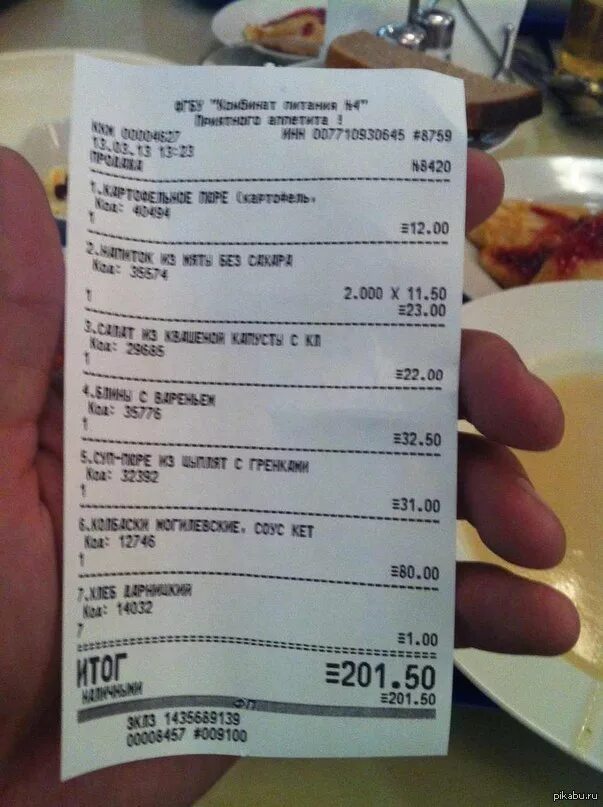 ФГБУ "Комбинат питания №4"
Приятного аппетита !
ККМ 00004627 ИНН 007710930645 #8759
13.03.13 13:23
ПРОДАЖА №8420
1.КАРТОФЕЛЬНОЕ ПЮРЕ (картофель,
Код: 40494
1 ≡12.00
2.НАПИТОК ИЗ МЯТЫ БЕЗ САХАРА
Код: 35574
1 2.000 X 11.50
≡23.00
3.САЛАТ ИЗ КВАШЕНОЙ КАПУСТЫ С КЛ
Код: 29685
1 ≡22.00
4.БЛИНЫ С ВАРЕНЬЕМ
Код: 35776
1 ≡32.50
5.СУП-ПЮРЕ ИЗ ЦЫПЛЯТ С ГРЕНКАМИ
Код: 32392
1 ≡31.00
6.КОЛБАСКИ МОГИЛЕВСКИЕ, СОУС КЕТ
Код: 12746
1 ≡80.00
7.ХЛЕБ ДАРНИЦКИЙ
Код: 14032
7 ≡1.00
ИТОГ ≡201.50
НАЛИЧНЫМИ ≡201.50
ФП
ЭКЛЗ 1435689139
00006457 #009100
pikabu.ru